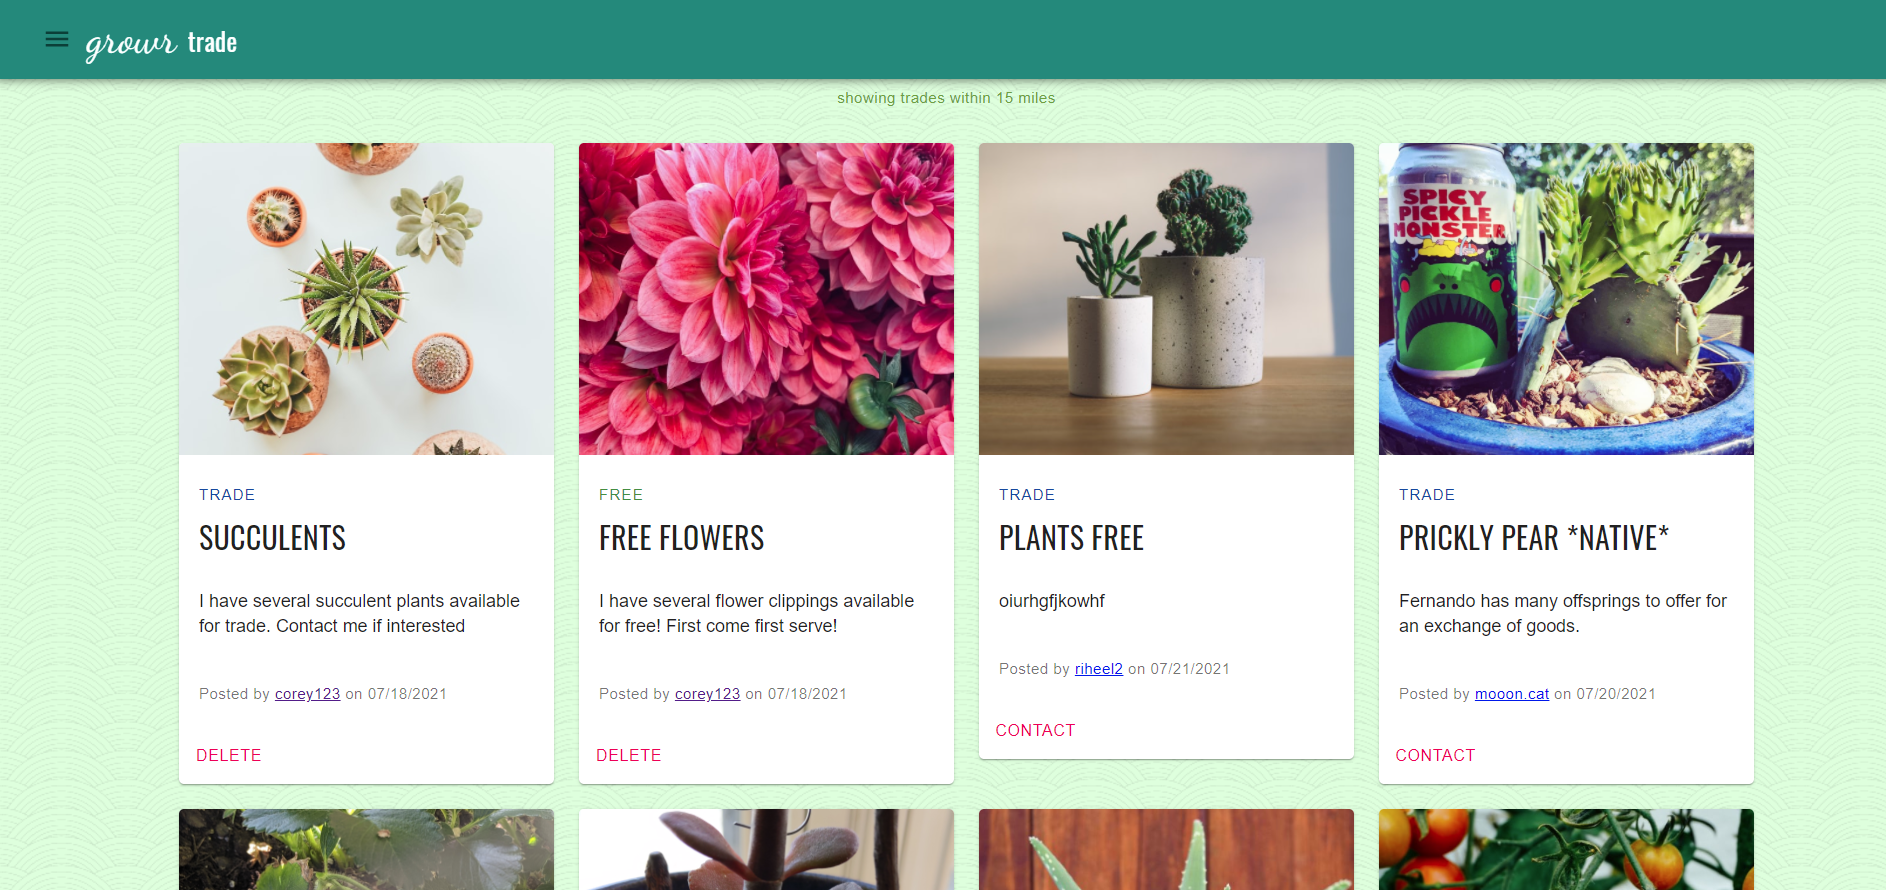 growr trade
showing trades within 15 miles
SPICY
PICKLE
MONSTER
TRADE
SUCCULENTS
I have several succulent plants available
for trade. Contact me if interested
Posted by corey123 on 07/18/2021
DELETE
FREE
FREE FLOWERS
I have several flower clippings available
for free! First come first serve!
Posted by corey123 on 07/18/2021
DELETE
TRADE
PLANTS FREE
oiurhgfjkowhf
Posted by riheel2 on 07/21/2021
CONTACT
TRADE
PRICKLY PEAR *NATIVE*
Fernando has many offsprings to offer for
an exchange of goods.
Posted by mooon.cat on 07/20/2021
CONTACT